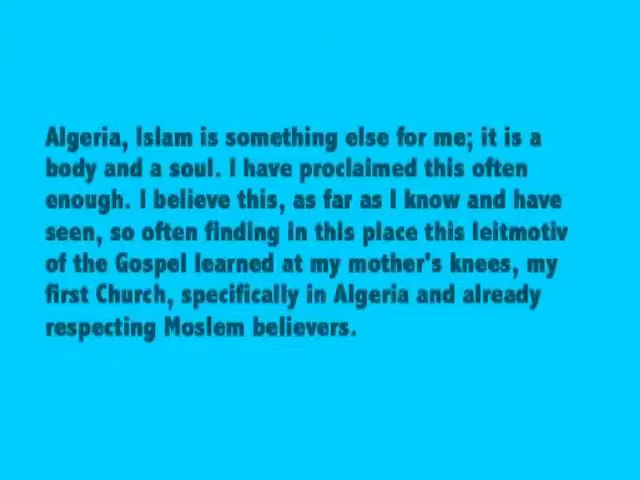 Algeria, Islam is something else for me; it is a
body and a soul. I have proclaimed this often
enough. I believe this, as far as I know and have
seen, so often finding in this place this leitmotiv
of the Gospel learned at my mother's knees, my
first Church, specifically in Algeria and already
respecting Moslem believers.